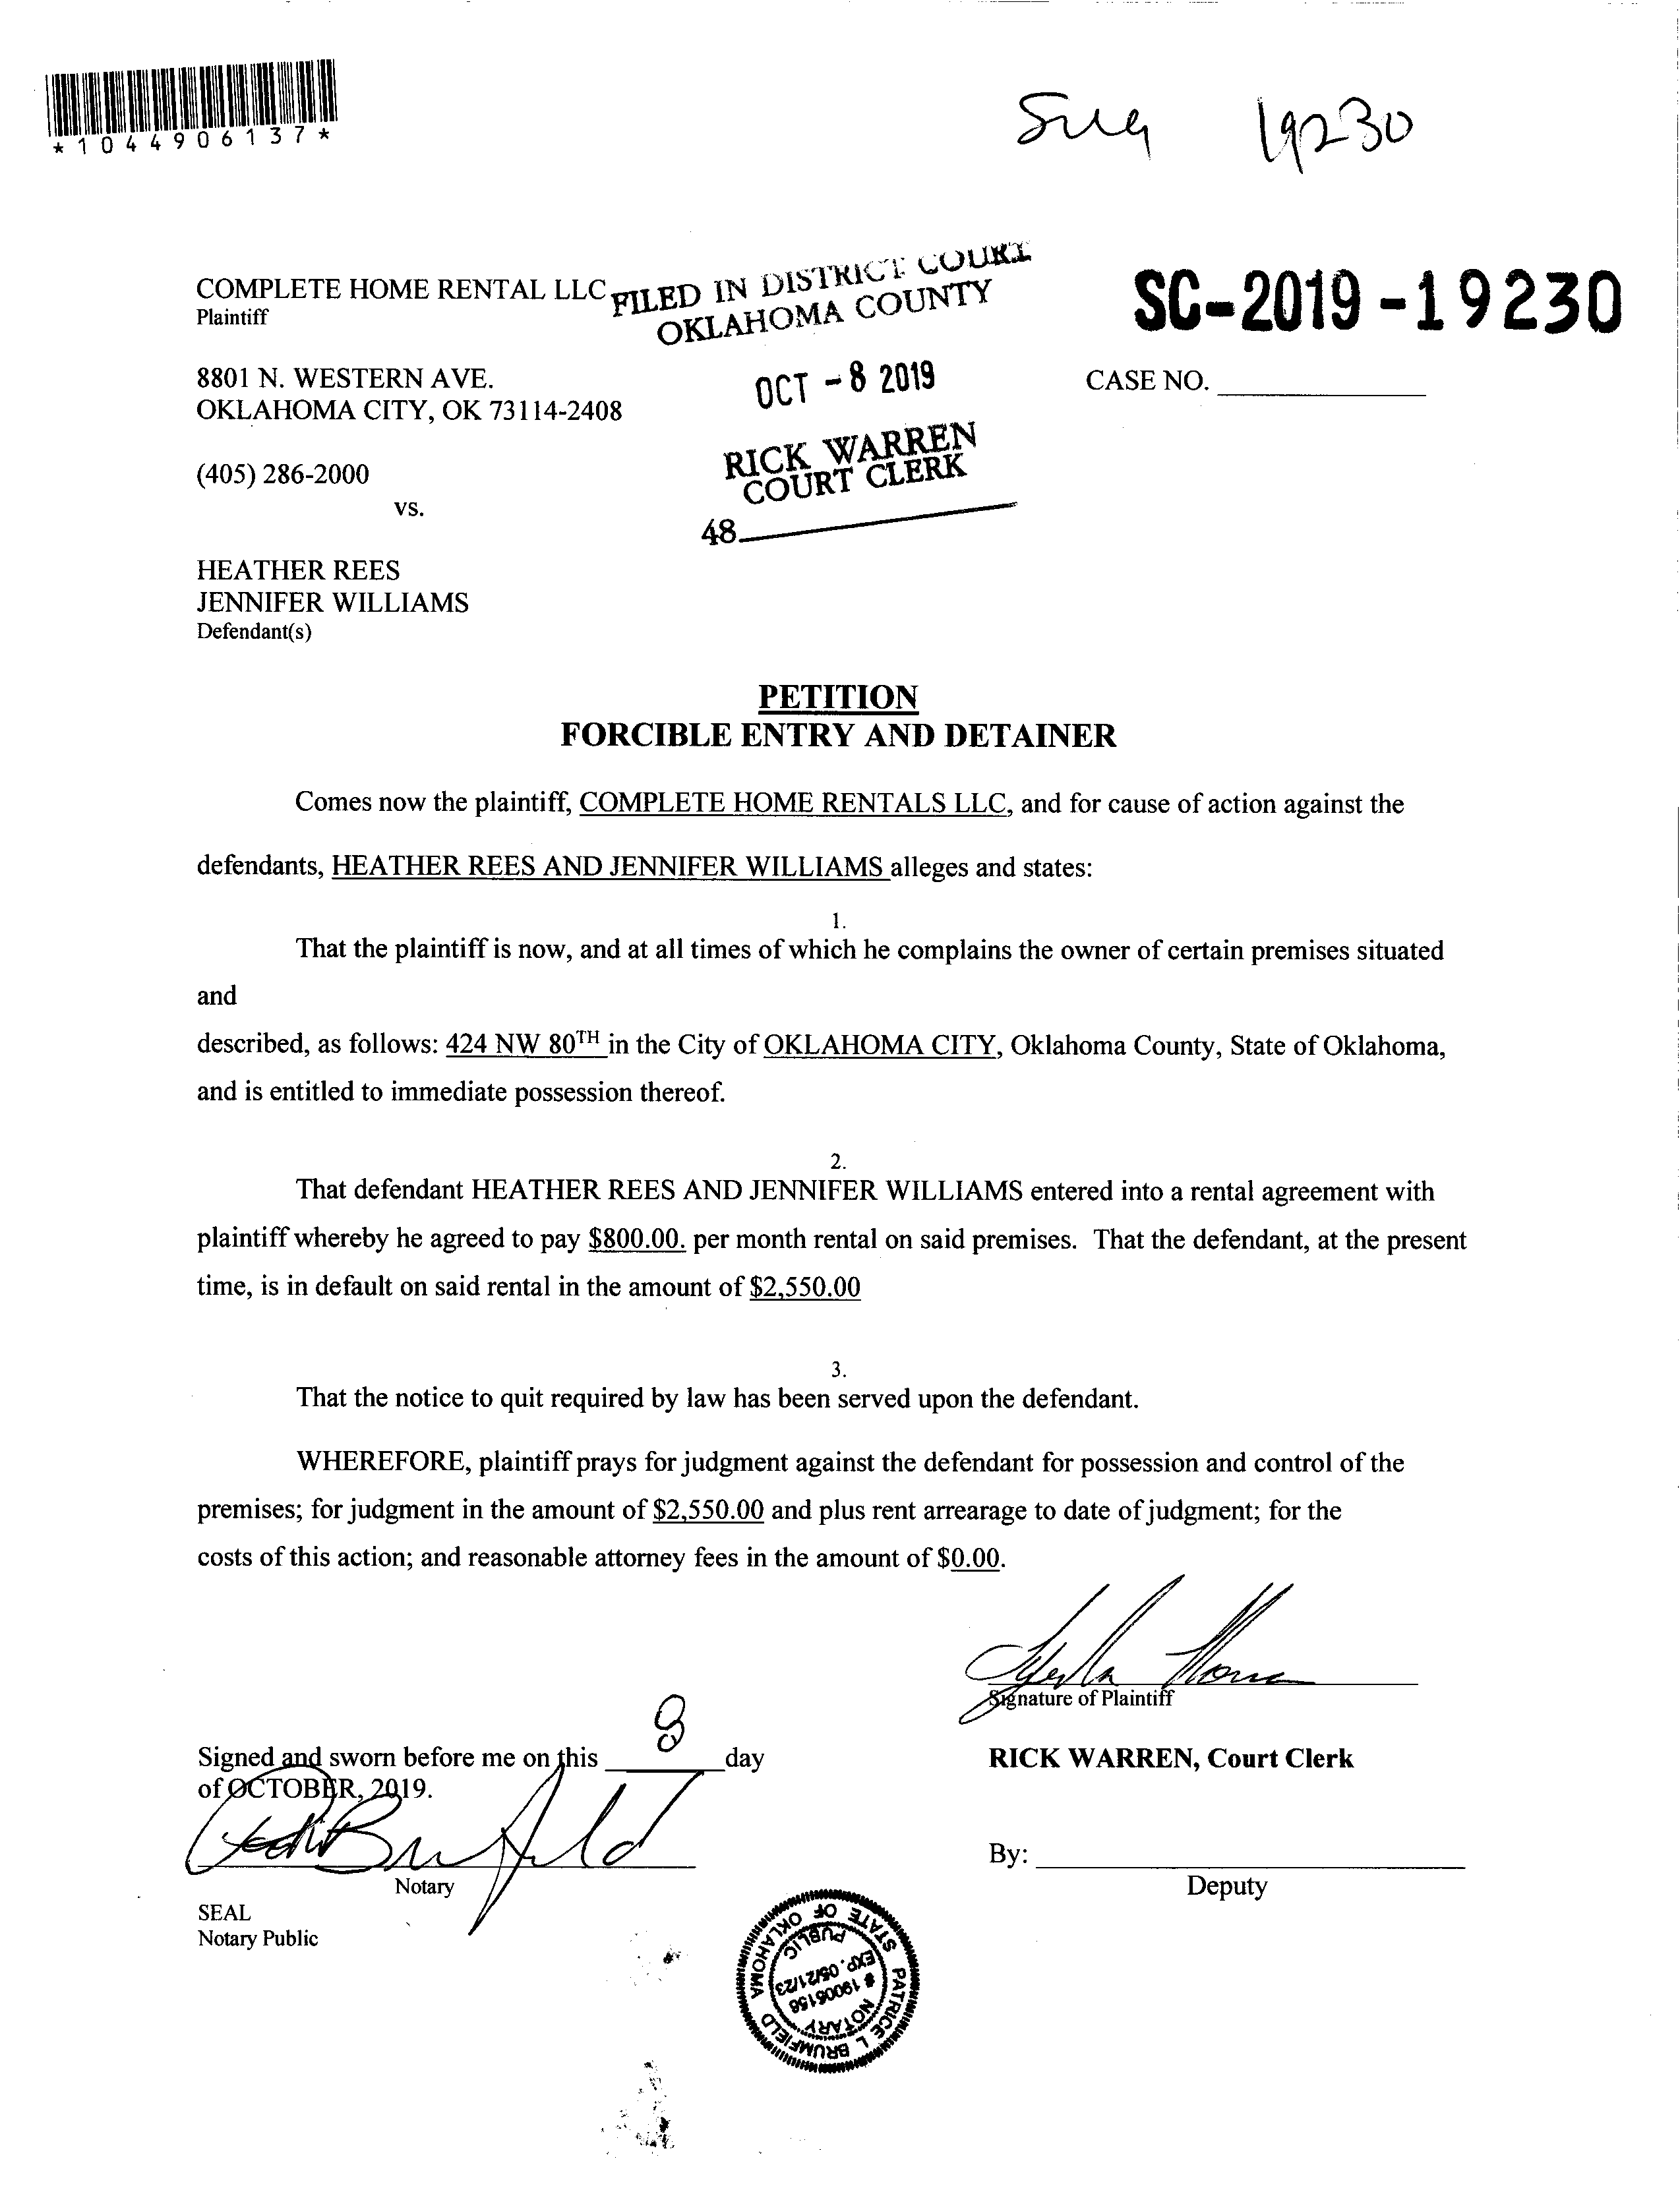 *1044906137*
19230
COMPLETE HOME RENTAL LLC
Plaintiff
FILED IN DISTRICT COURT
OKLAHOMA COUNTY
SC-2019-19230
8801 N. WESTERN AVE.
OKLAHOMA CITY, OK 73114-2408
OCT -8 2019
CASE NO.
(405) 286-2000
RICK WARREN
COURT CLERK
vs.
48
HEATHER REES
JENNIFER WILLIAMS
Defendant(s)
PETITION
FORCIBLE ENTRY AND DETAINER
Comes now the plaintiff, COMPLETE HOME RENTALS LLC, and for cause of action against the
defendants, HEATHER REES AND JENNIFER WILLIAMS alleges and states:
1.
That the plaintiff is now, and at all times of which he complains the owner of certain premises situated
and
described, as follows: 424 NW 80TH in the City of OKLAHOMA CITY, Oklahoma County, State of Oklahoma,
and is entitled to immediate possession thereof.
2.
That defendant HEATHER REES AND JENNIFER WILLIAMS entered into a rental agreement with
plaintiff whereby he agreed to pay $800.00. per month rental on said premises. That the defendant, at the present
time, is in default on said rental in the amount of $2,550.00
3.
That the notice to quit required by law has been served upon the defendant.
WHEREFORE, plaintiff prays for judgment against the defendant for possession and control of the
premises; for judgment in the amount of $2,550.00 and plus rent arrearage to date of judgment; for the
costs of this action; and reasonable attorney fees in the amount of $0.00.
Signature of Plaintiff
Signed and sworn before me on this 8 day
of OCTOBER, 2019.
RICK WARREN, Court Clerk
Notary
By:
Deputy
SEAL
Notary Public
PATRICE L BRUMFIELD
STATE OF OKLAHOMA
NOTARY
# 19005156
EXP. 05/21/23
PUBLIC